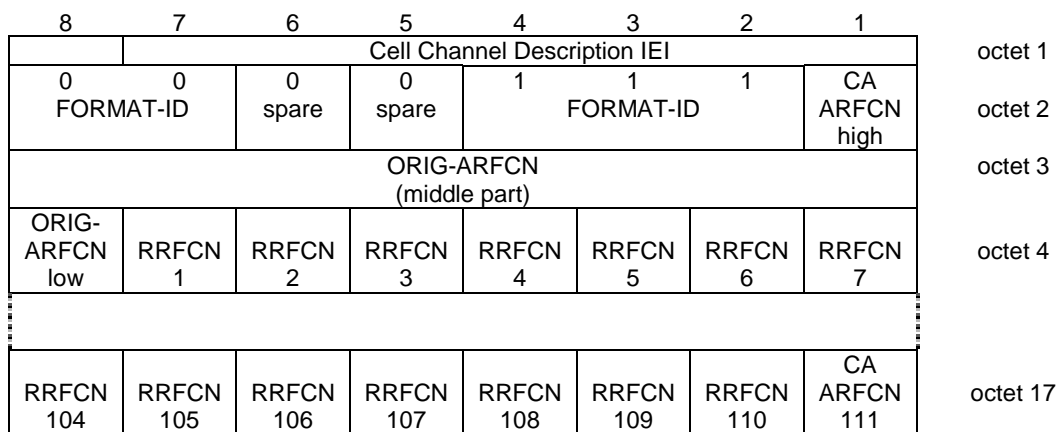 8 7 6 5 4 3 2 1
Cell Channel Description IEI octet 1
0 0 0 0 1 1 1 CA
FORMAT-ID spare spare FORMAT-ID ARFCN octet 2
high
ORIG-ARFCN octet 3
(middle part)
ORIG-
ARFCN RRFCN RRFCN RRFCN RRFCN RRFCN RRFCN RRFCN octet 4
low 1 2 3 4 5 6 7
CA
RRFCN RRFCN RRFCN RRFCN RRFCN RRFCN RRFCN ARFCN octet 17
104 105 106 107 108 109 110 111